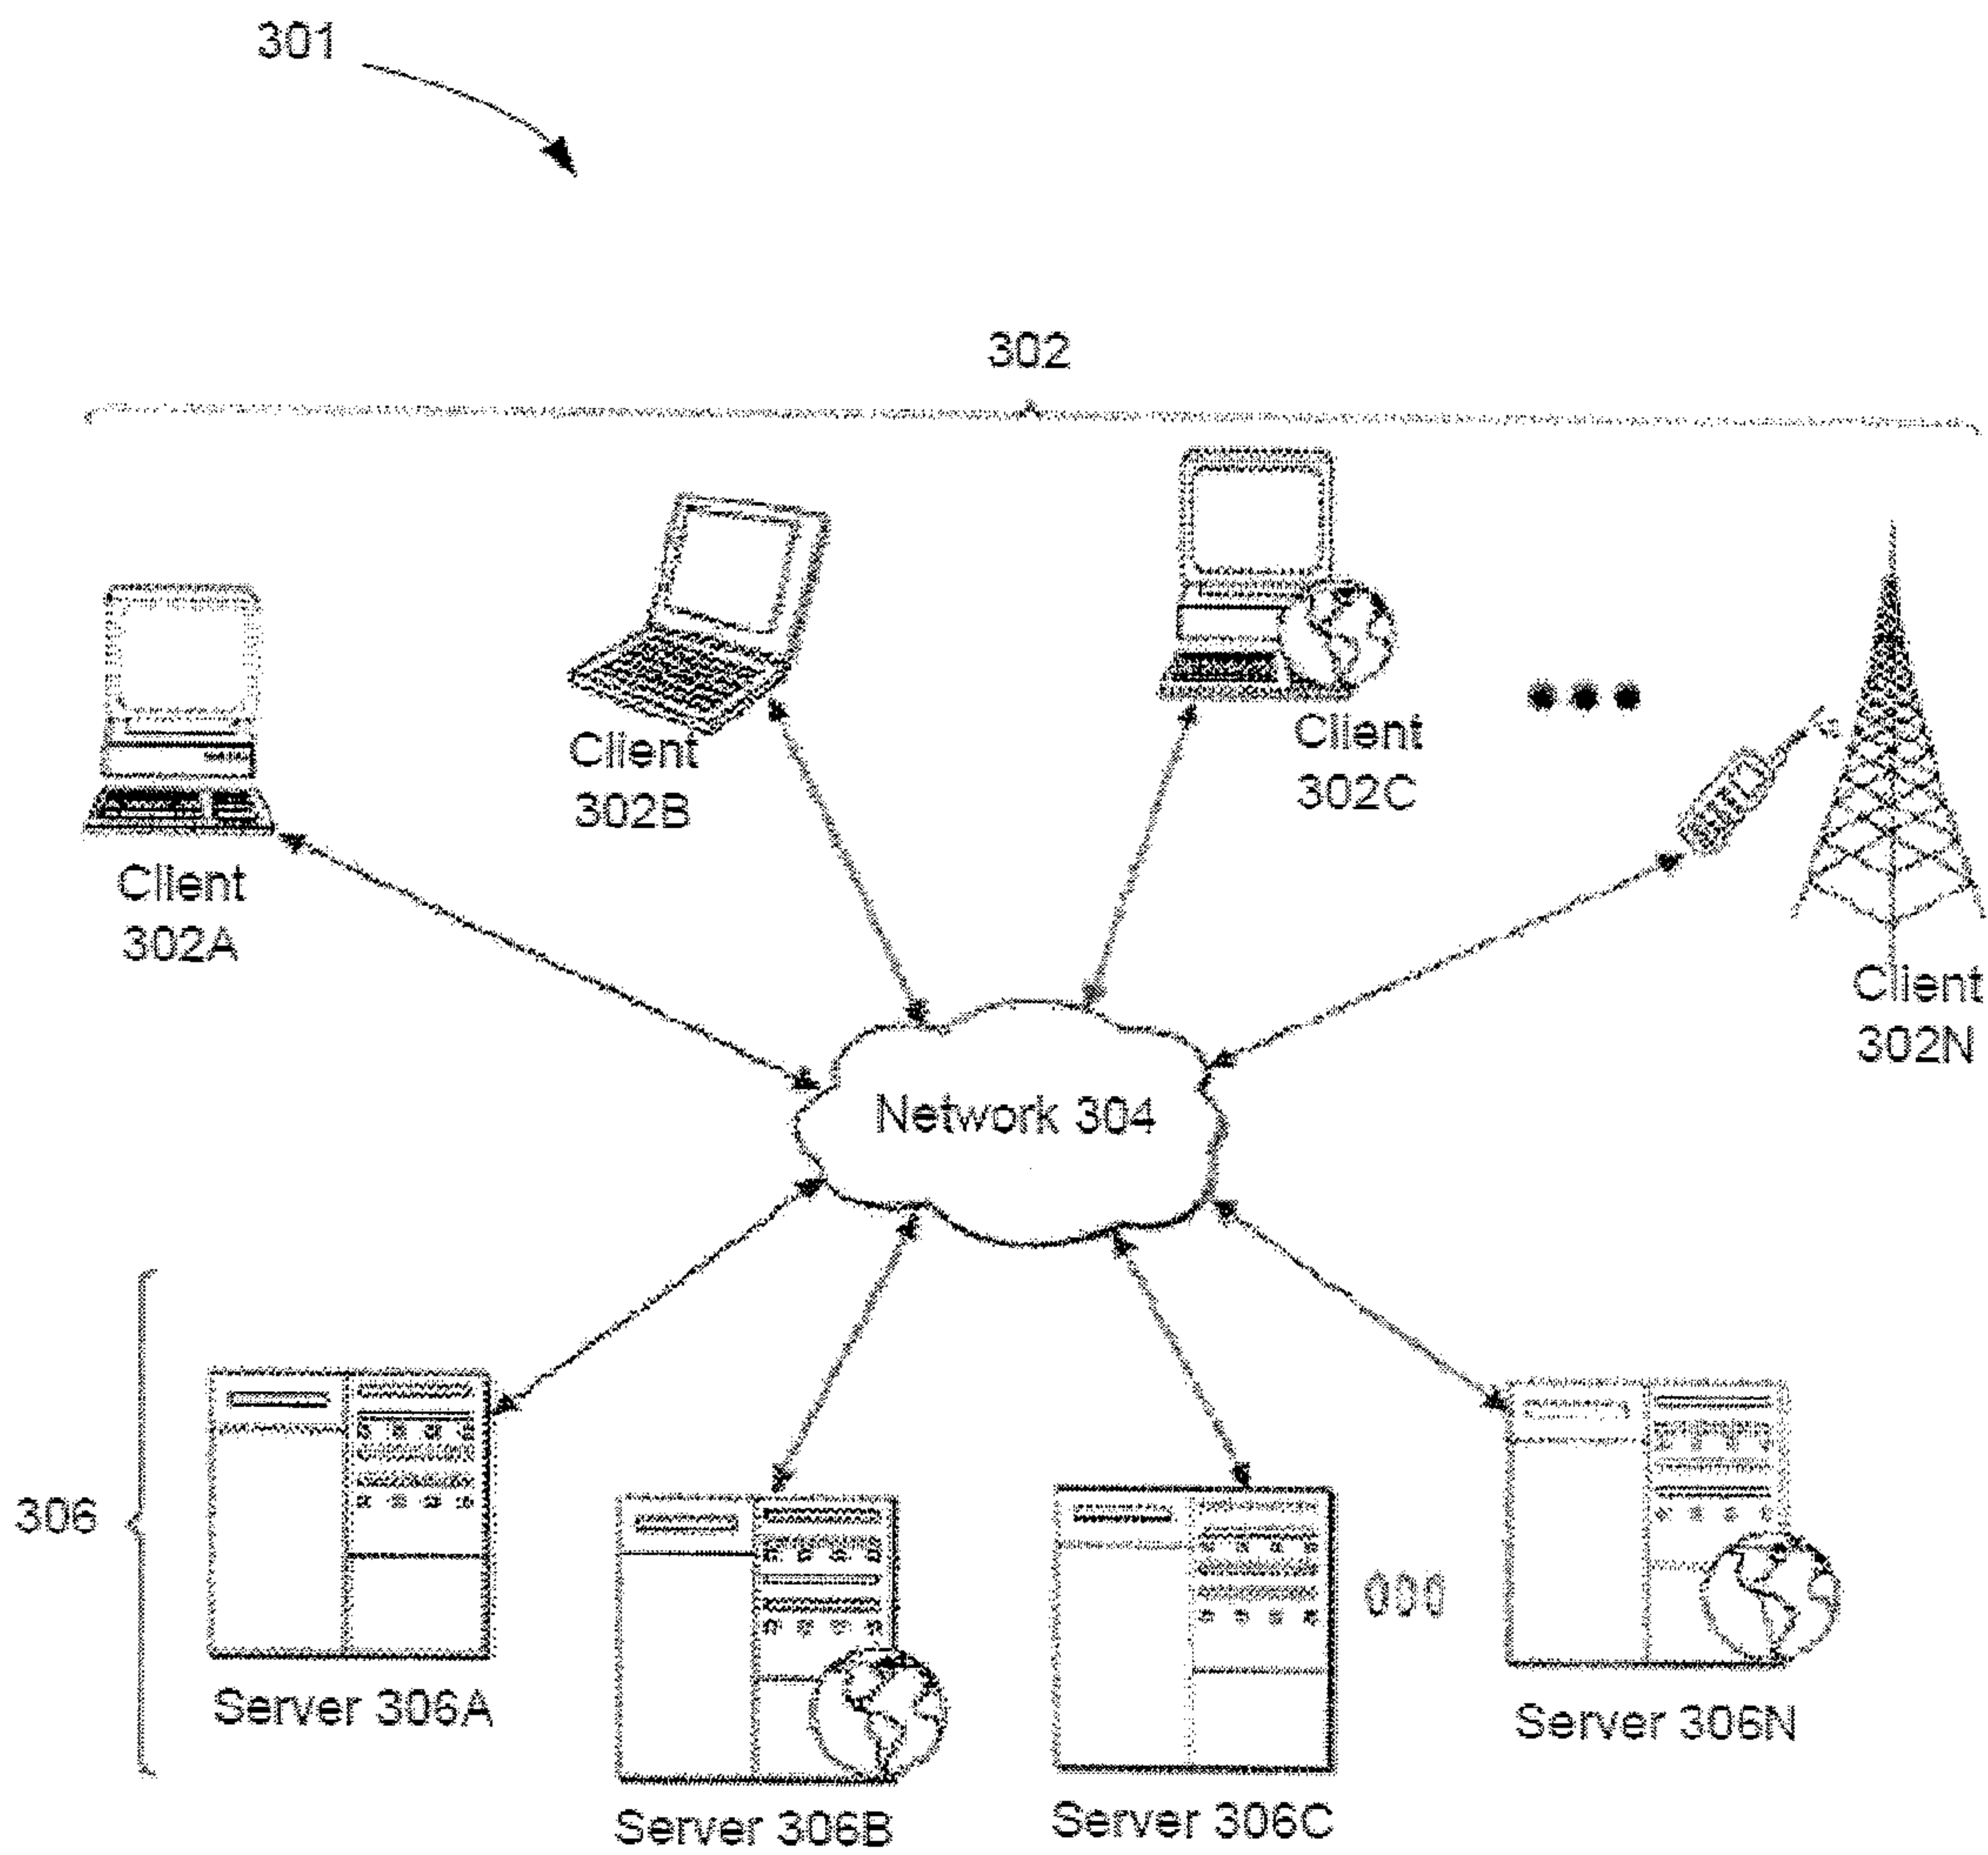 301
302
Client
302A
Client
302B
Client
302C
Client
302N
Network 304
306
Server 306A
Server 306B
Server 306C
000
Server 306N